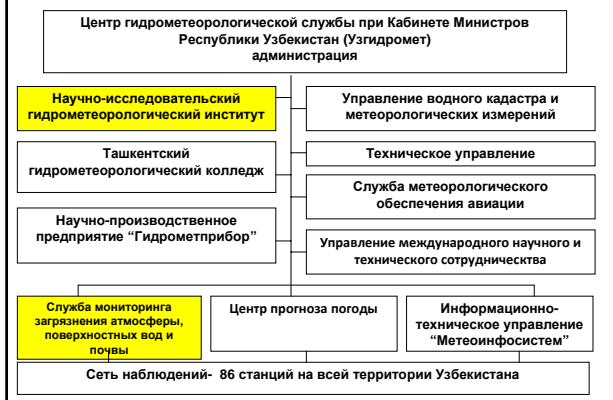 Центр гидрометеорологической службы при Кабинете Министров
Республики Узбекистан (Узгидромет)
администрация
Научно-исследовательский
гидрометеорологический институт
Управление водного кадастра и
метеорологических измерений
Ташкентский
гидрометеорологический колледж
Техническое управление
Служба метеорологического
обеспечения авиации
Научно-производственное
предприятие “Гидрометприбор”
Управление международного научного и
технического сотрудничества
Служба мониторинга
загрязнения атмосферы,
поверхностных вод и
почвы
Центр прогноза погоды
Информационно-
техническое управление
“Метеоинфосистем”
Сеть наблюдений- 86 станций на всей территории Узбекистана